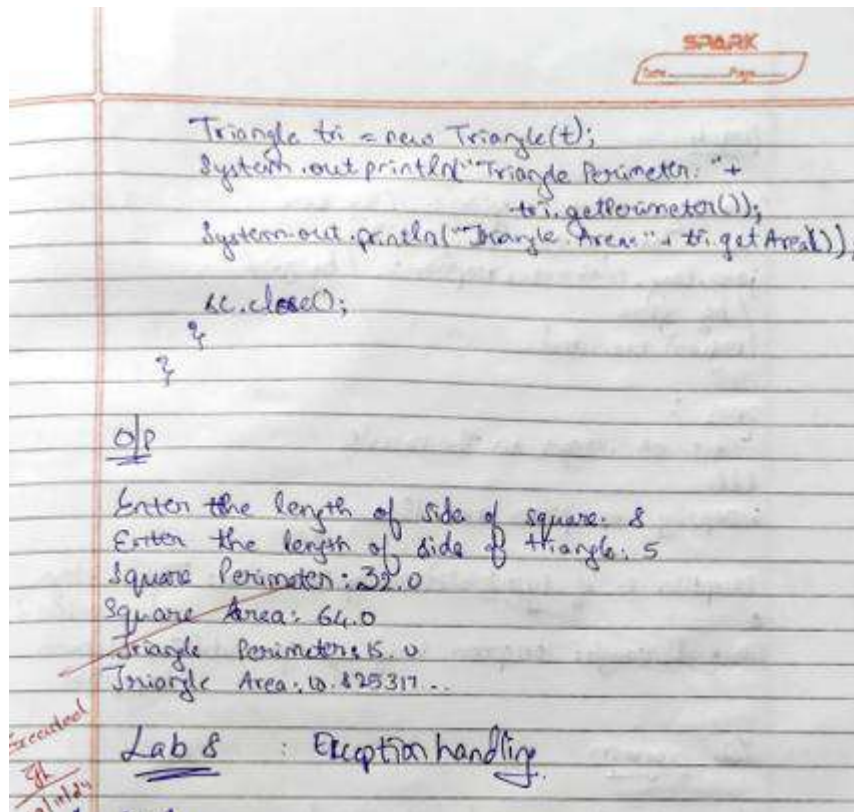 SPARK
Date Page
Triangle tri = new Triangle(t);
System.out.println("Triangle Perimeter: "+
tri.getPerimeter());
System.out.println("Triangle Area: "+ tri.getArea());
sc.close();
}
}
O/P
Enter the length of side of square: 8
Enter the length of side of triangle: 5
Square Perimeter: 32.0
Square Area: 64.0
Triangle Perimeter: 15.0
Triangle Area: 10.825317..
Executed
Lab 8 : Exception handling